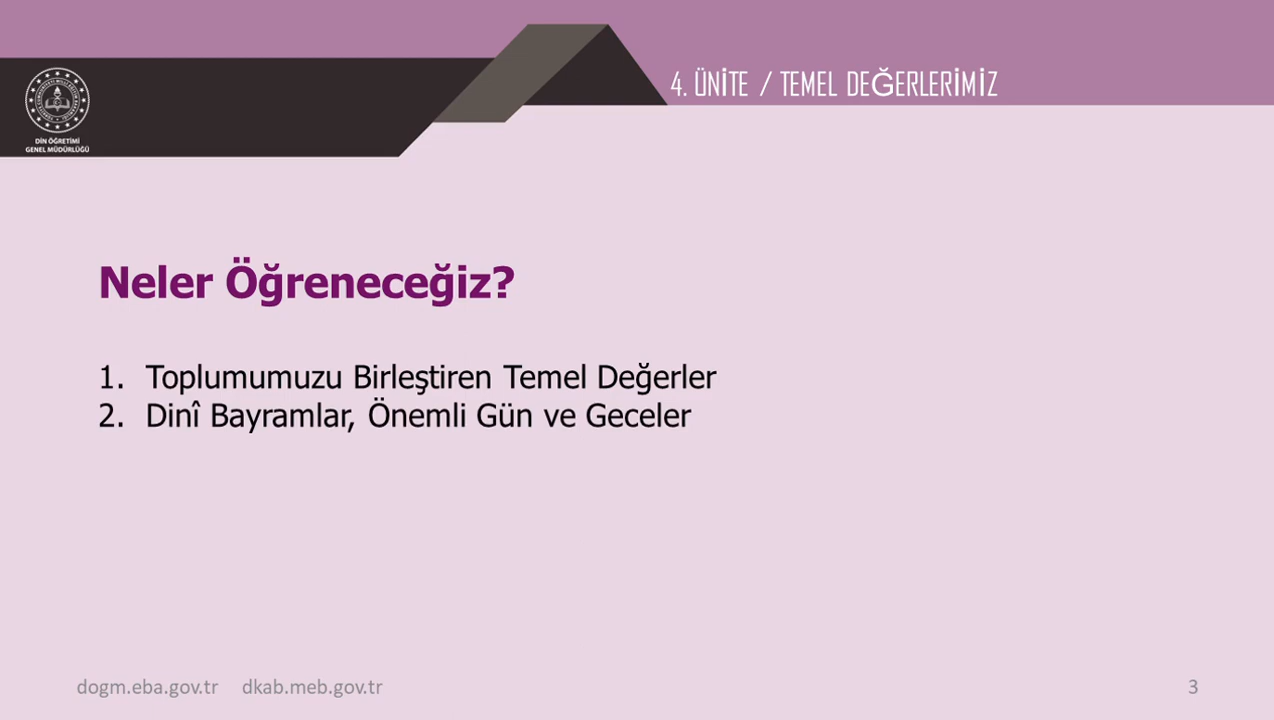 4. ÜNİTE / TEMEL DEĞERLERİMİZ
DİN ÖĞRETİMİ
GENEL MÜDÜRLÜĞÜ
Neler Öğreneceğiz?
1. Toplumumuzu Birleştiren Temel Değerler
2. Dinî Bayramlar, Önemli Gün ve Geceler
dogm.eba.gov.tr dkab.meb.gov.tr
3